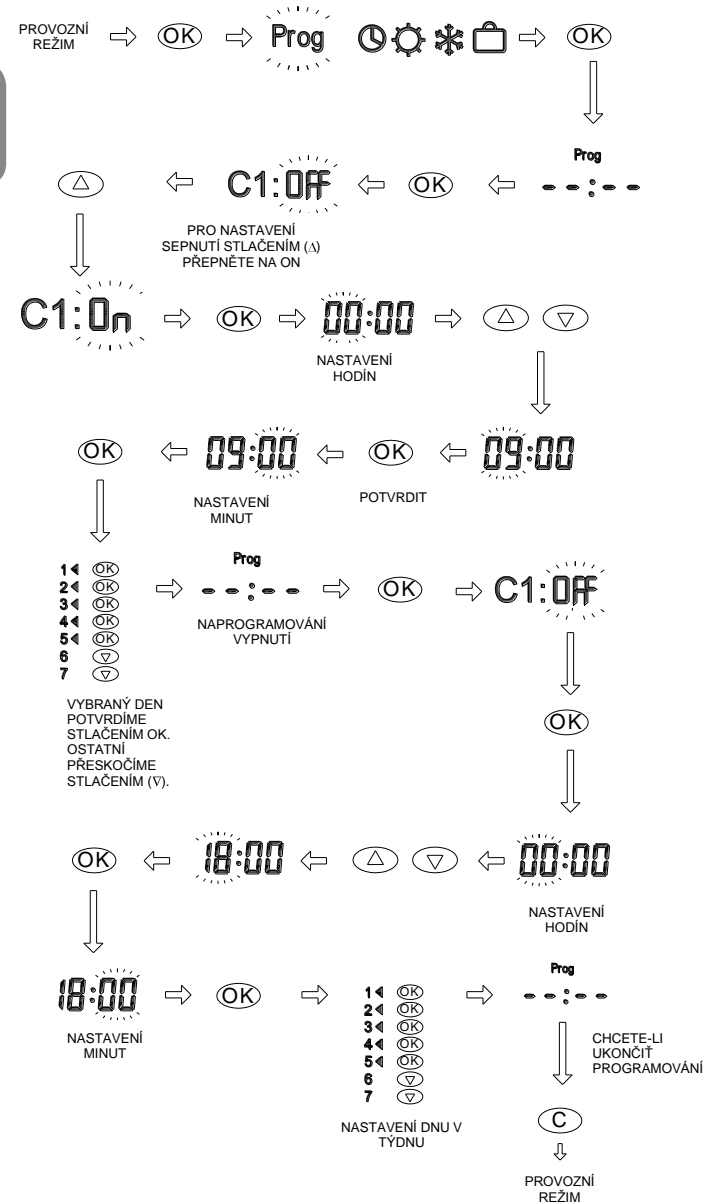 PROVOZNÍ
REŽIM
OK
Prog
OK
Prog
--:--
OK
C1:OFF
PRO NASTAVENÍ
SEPNUTÍ STLAČENÍM (∆)
PŘEPNĚTE NA ON
C1:On
OK
00:00
NASTAVENÍ
HODÍN
09:00
OK
POTVRDIT
09:00
NASTAVENÍ
MINUT
OK
1 OK
2 OK
3 OK
4 OK
5 OK
6
7
VYBRANÝ DEN
POTVRDÍME
STLAČENÍM OK.
OSTATNÍ
PŘESKOČÍME
STLAČENÍM (∇).
Prog
--:--
NAPROGRAMOVÁNÍ
VYPNUTÍ
OK
C1:OFF
OK
00:00
NASTAVENÍ
HODÍN
18:00
OK
18:00
NASTAVENÍ
MINUT
OK
1 OK
2 OK
3 OK
4 OK
5 OK
6
7
NASTAVENÍ DNU V
TÝDNU
Prog
--:--
CHCETE-LI
UKONČIŤ
PROGRAMOVÁNÍ
C
PROVOZNÍ
REŽIM